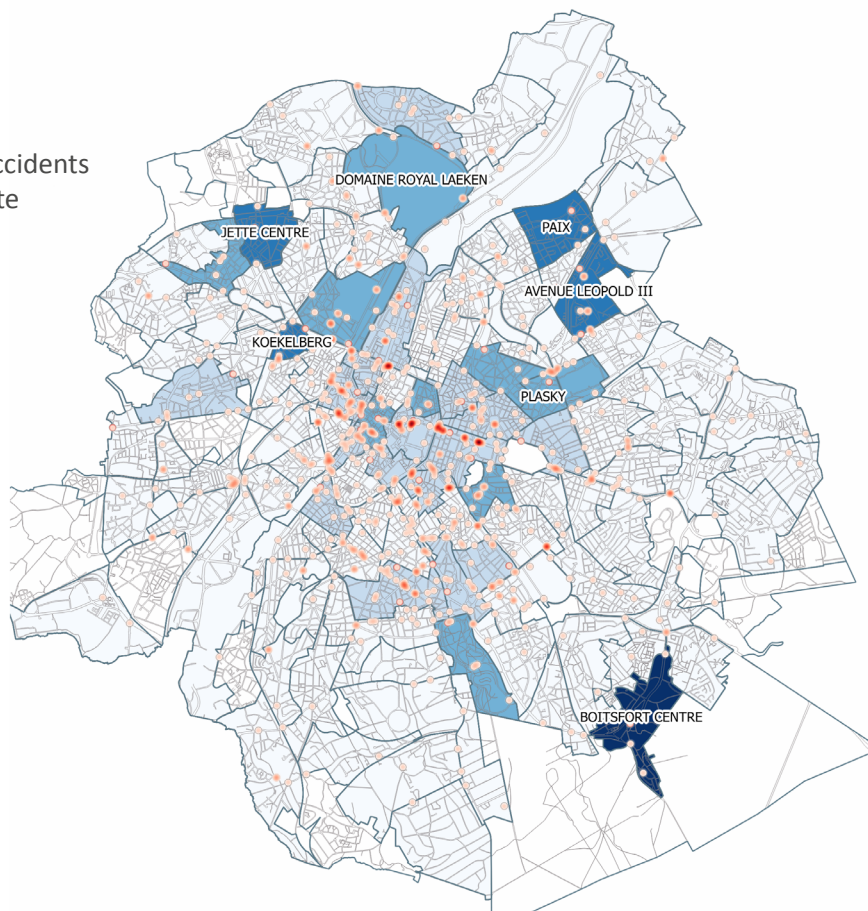 ccidents
te
DOMAINE ROYAL LAEKEN
JETTE CENTRE
PAIX
AVENUE LEOPOLD III
KOEKELBERG
PLASKY
BOITSFORT CENTRE